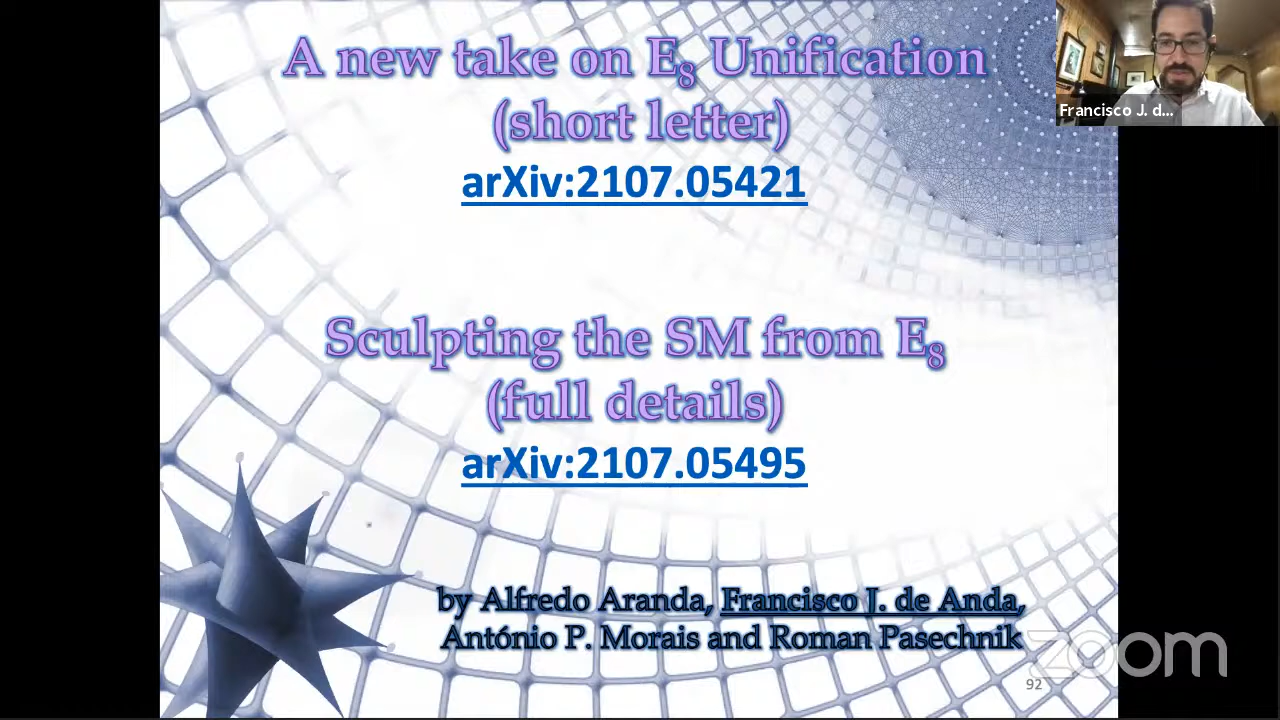 A new take on E₈ Unification
(short letter)
arXiv:2107.05421
Francisco J. d...
Sculpting the SM from E₈
(full details)
arXiv:2107.05495
by Alfredo Aranda, Francisco J. de Anda,
António P. Morais and Roman Pasechnik
zoom
92